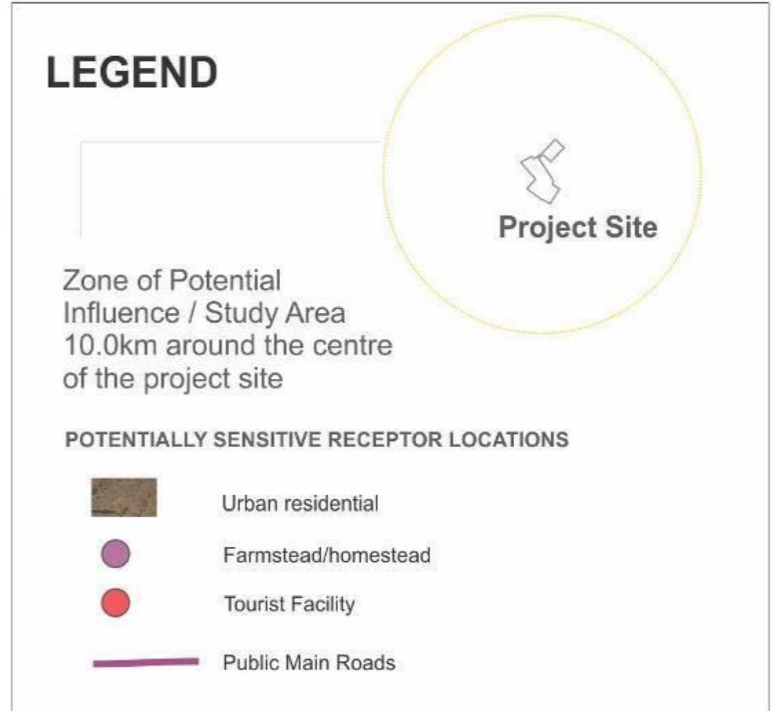 LEGEND
Project Site
Zone of Potential
Influence / Study Area
10.0km around the centre
of the project site
POTENTIALLY SENSITIVE RECEPTOR LOCATIONS
Urban residential
Farmstead/homestead
Tourist Facility
Public Main Roads